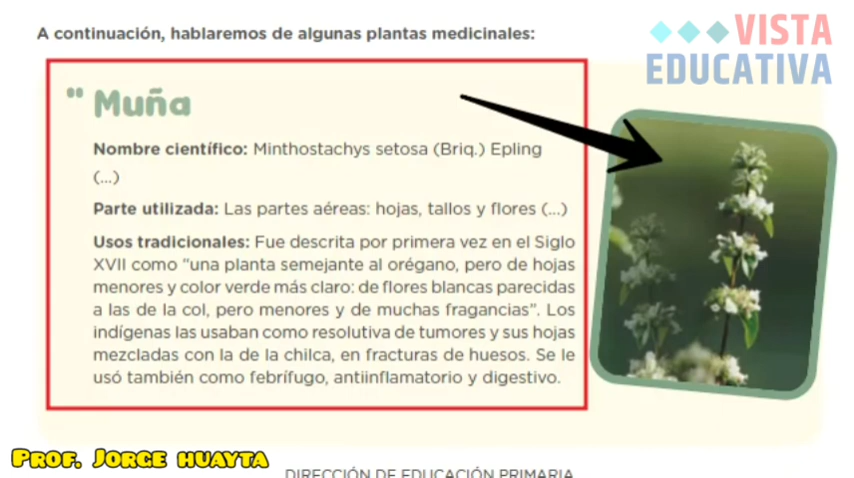 A continuación, hablaremos de algunas plantas medicinales:
VISTA
EDUCATIVA
" Muña
Nombre científico: Minthostachys setosa (Briq.) Epling
(...)
Parte utilizada: Las partes aéreas: hojas, tallos y flores (...)
Usos tradicionales: Fue descrita por primera vez en el Siglo
XVII como "una planta semejante al orégano, pero de hojas
menores y color verde más claro: de flores blancas parecidas
a las de la col, pero menores y de muchas fragancias". Los
indígenas las usaban como resolutiva de tumores y sus hojas
mezcladas con la de la chilca, en fracturas de huesos. Se le
usó también como febrífugo, antiinflamatorio y digestivo.
Prof. Jorge huayta
DIRECCIÓN DE EDUCACIÓN PRIMARIA